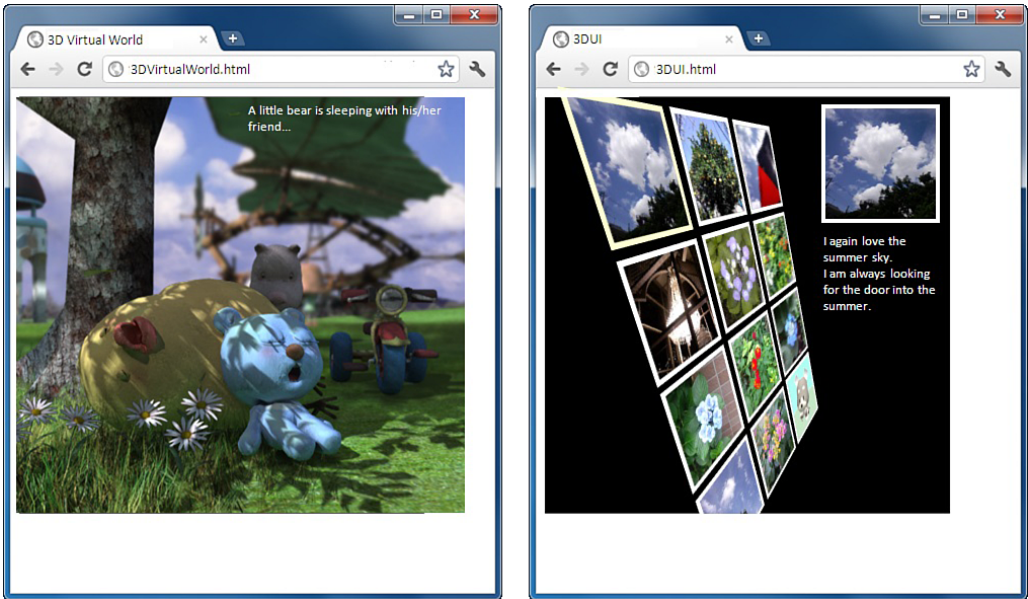 3D Virtual World
3DVirtualWorld.html
A little bear is sleeping with his/her
friend...
3DUI
3DUI.html
I again love the
summer sky.
I am always looking
for the door into the
summer.